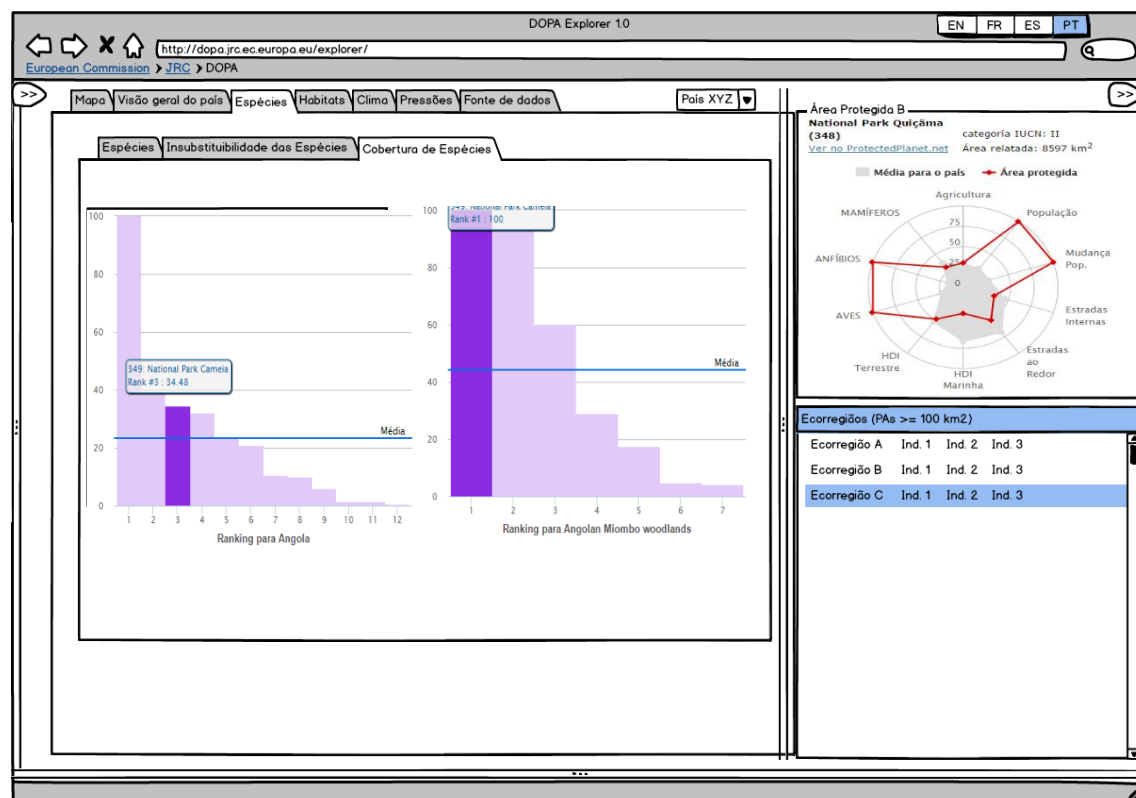 DOPA Explorer 1.0
EN FR ES PT
http://dopa.jrc.ec.europa.eu/explorer/
European Commission > JRC > DOPA
>>
>>
Mapa Visão geral do país Espécies Habitats Clima Pressões Fonte de dados País XYZ
Espécies Insubstituibilidade das Espécies Cobertura de Espécies
100
80
60
40
20
0
349: National Park Cameia
Rank #3 : 34.48
Média
1 2 3 4 5 6 7 8 9 10 11 12
Ranking para Angola
349: National Park Cameia
Rank #1 : 100
100
80
60
40
20
0
Média
1 2 3 4 5 6 7
Ranking para Angolan Miombo woodlands
Área Protegida B
National Park Quiçãma
(348)
Ver no ProtectedPlanet.net
categoria IUCN: II
Área relatada: 8597 km2
Média para o país Área protegida
Agricultura
População
Mudança
Pop.
Estradas
Internas
Estradas
ao
Redor
HDI
Marinha
HDI
Terrestre
AVES
ANFÍBIOS
MAMÍFEROS
75
50
25
0
Ecorregiões (PAs >= 100 km2)
Ecorregião A Ind. 1 Ind. 2 Ind. 3
Ecorregião B Ind. 1 Ind. 2 Ind. 3
Ecorregião C Ind. 1 Ind. 2 Ind. 3